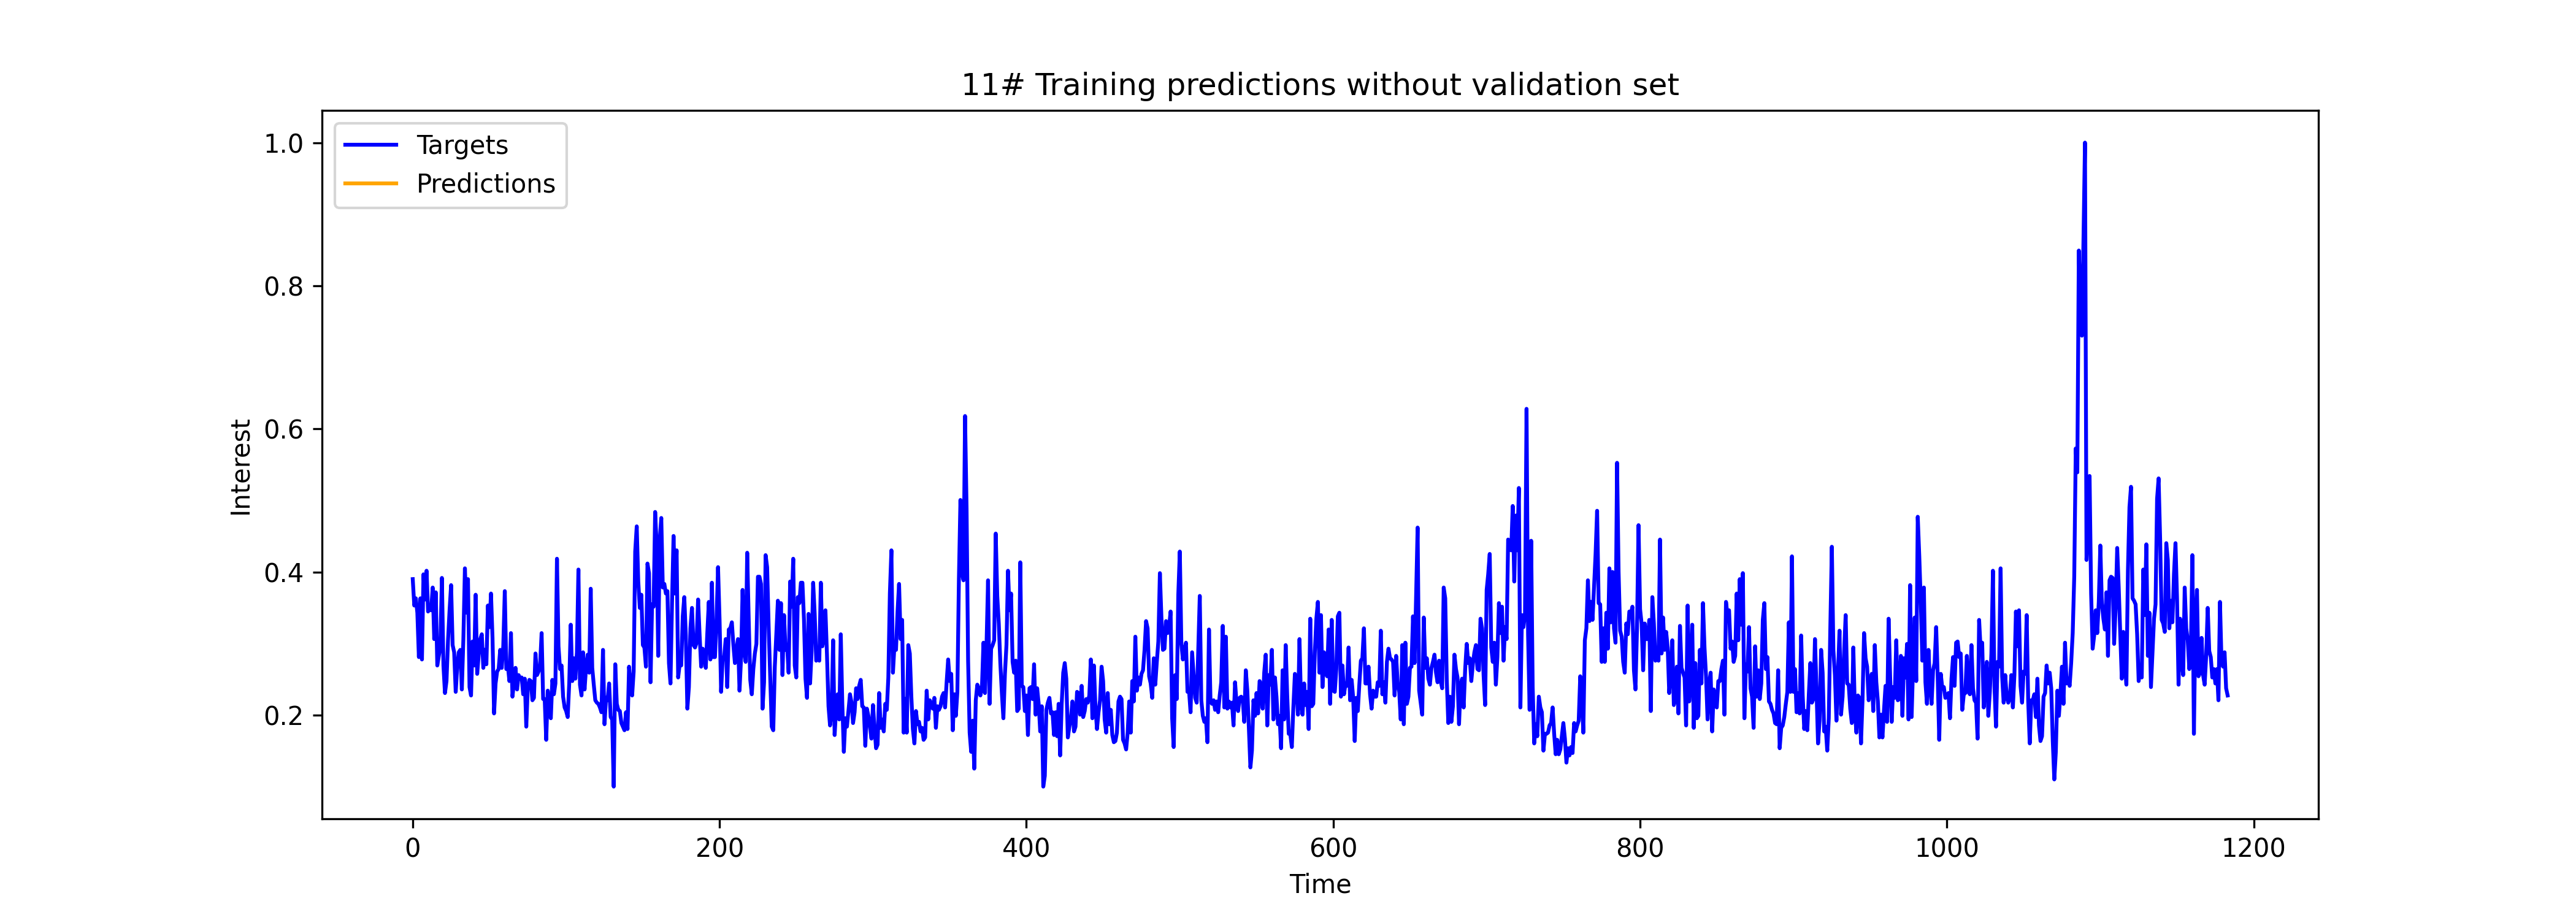 11# Training predictions without validation set
Targets
Predictions
1.0
0.8
0.6
0.4
0.2
Interest
0 200 400 600 800 1000 1200
Time